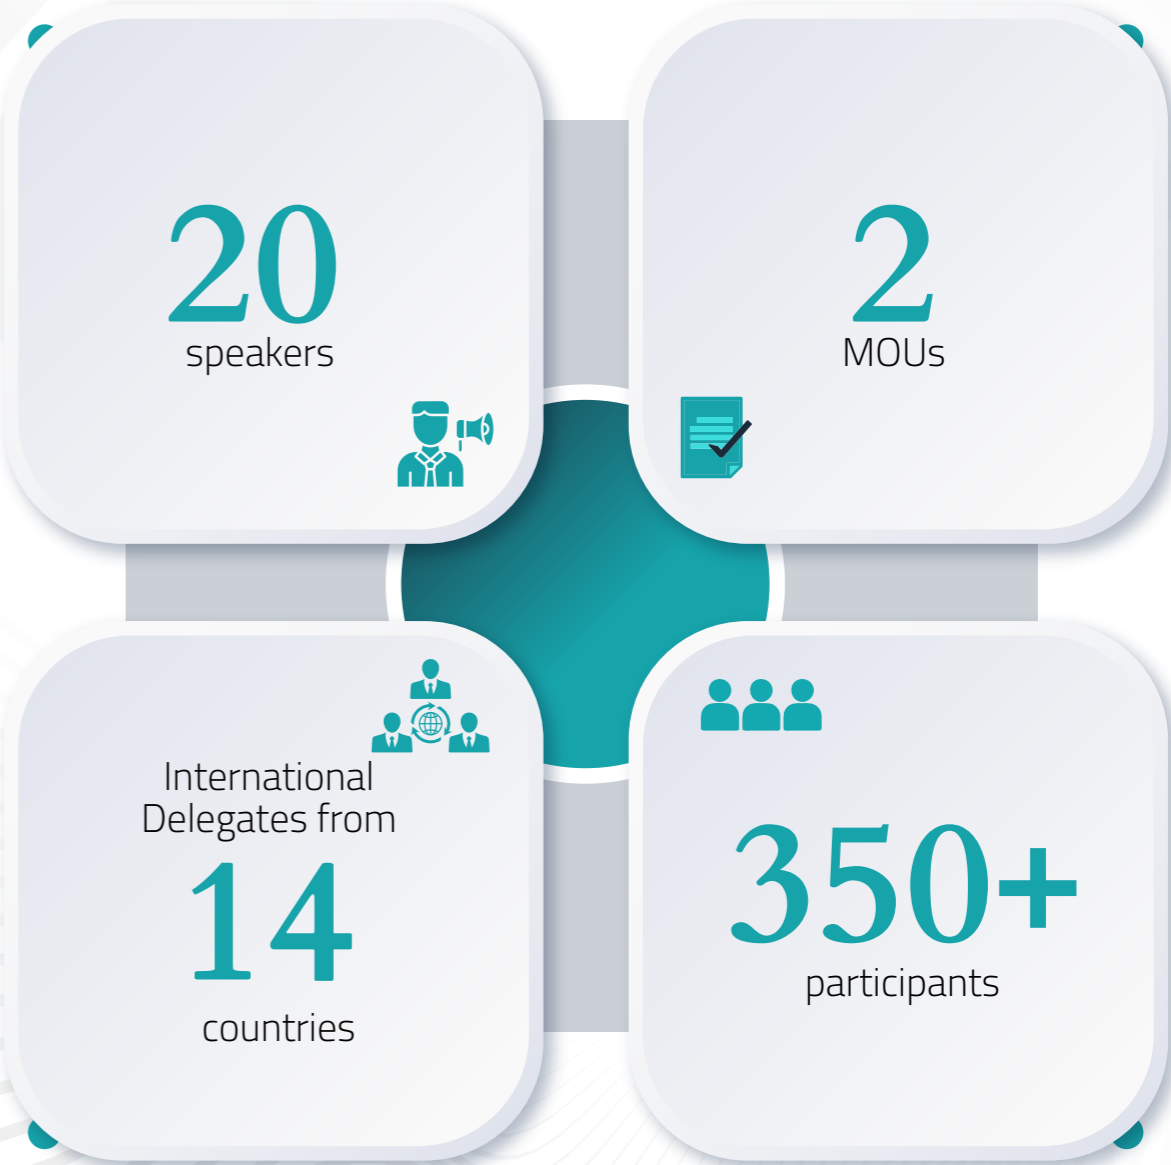 20
speakers
2
MOUs
International
Delegates from
14
countries
350+
participants